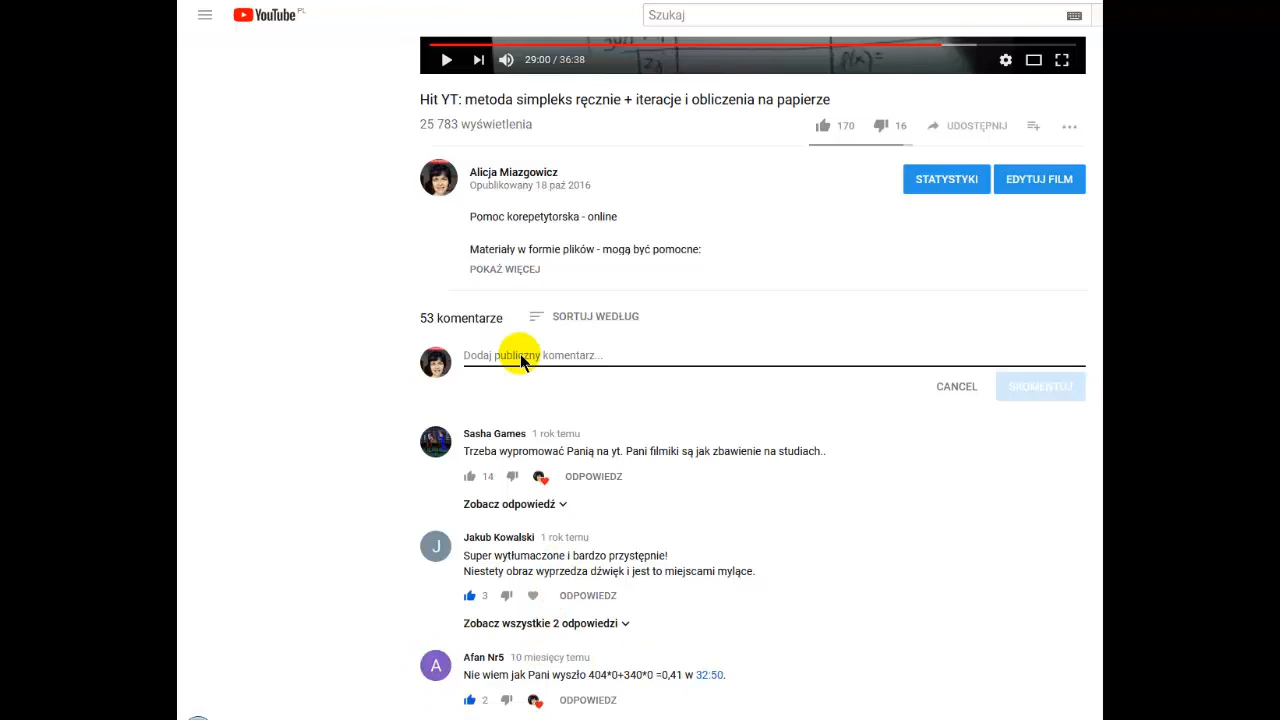 YouTube PL
Szukaj
f(x)=
29:00 / 36:38
Hit YT: metoda simpleks ręcznie + iteracje i obliczenia na papierze
25 783 wyświetlenia
170
16
UDOSTĘPNIJ
Alicja Miazgowicz
Opublikowany 18 paź 2016
STATYSTYKI
EDYTUJ FILM
Pomoc korepetytorska - online
Materiały w formie plików - mogą być pomocne:
POKAŻ WIĘCEJ
53 komentarze
SORTUJ WEDŁUG
Dodaj publiczny komentarz...
CANCEL
SKOMENTUJ
Sasha Games 1 rok temu
Trzeba wypromować Panią na yt. Pani filmiki są jak zbawienie na studiach..
14
ODPOWIEDZ
Zobacz odpowiedź
J
Jakub Kowalski 1 rok temu
Super wytłumaczone i bardzo przystępnie!
Niestety obraz wyprzedza dźwięk i jest to miejscami mylące.
3
ODPOWIEDZ
Zobacz wszystkie 2 odpowiedzi
A
Afan Nr5 10 miesięcy temu
Nie wiem jak Pani wyszło 404*0+340*0 =0,41 w 32:50.
2
ODPOWIEDZ